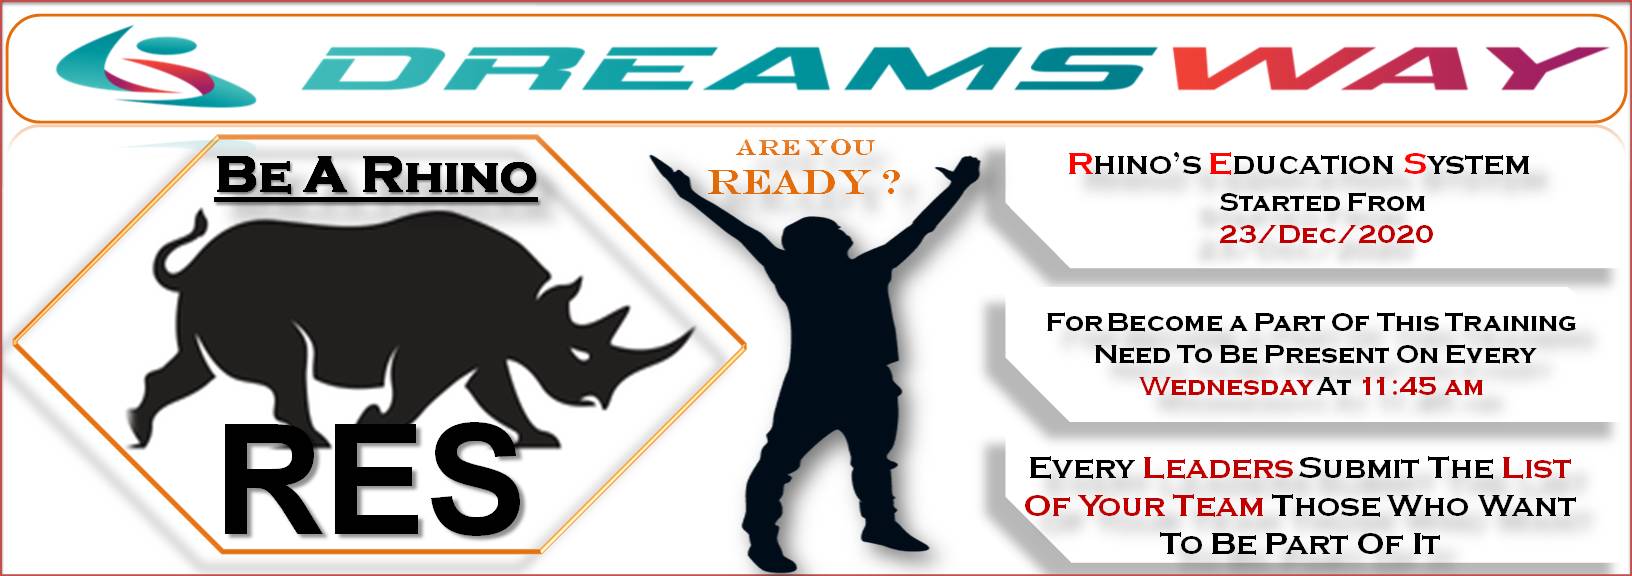 DREAMSWAY
BE A RHINO
RES
ARE YOU
READY ?
RHINO'S EDUCATION SYSTEM
STARTED FROM
23/DEC/2020
FOR BECOME A PART OF THIS TRAINING
NEED TO BE PRESENT ON EVERY
WEDNESDAY AT 11:45 AM
EVERY LEADERS SUBMIT THE LIST
OF YOUR TEAM THOSE WHO WANT
TO BE PART OF IT